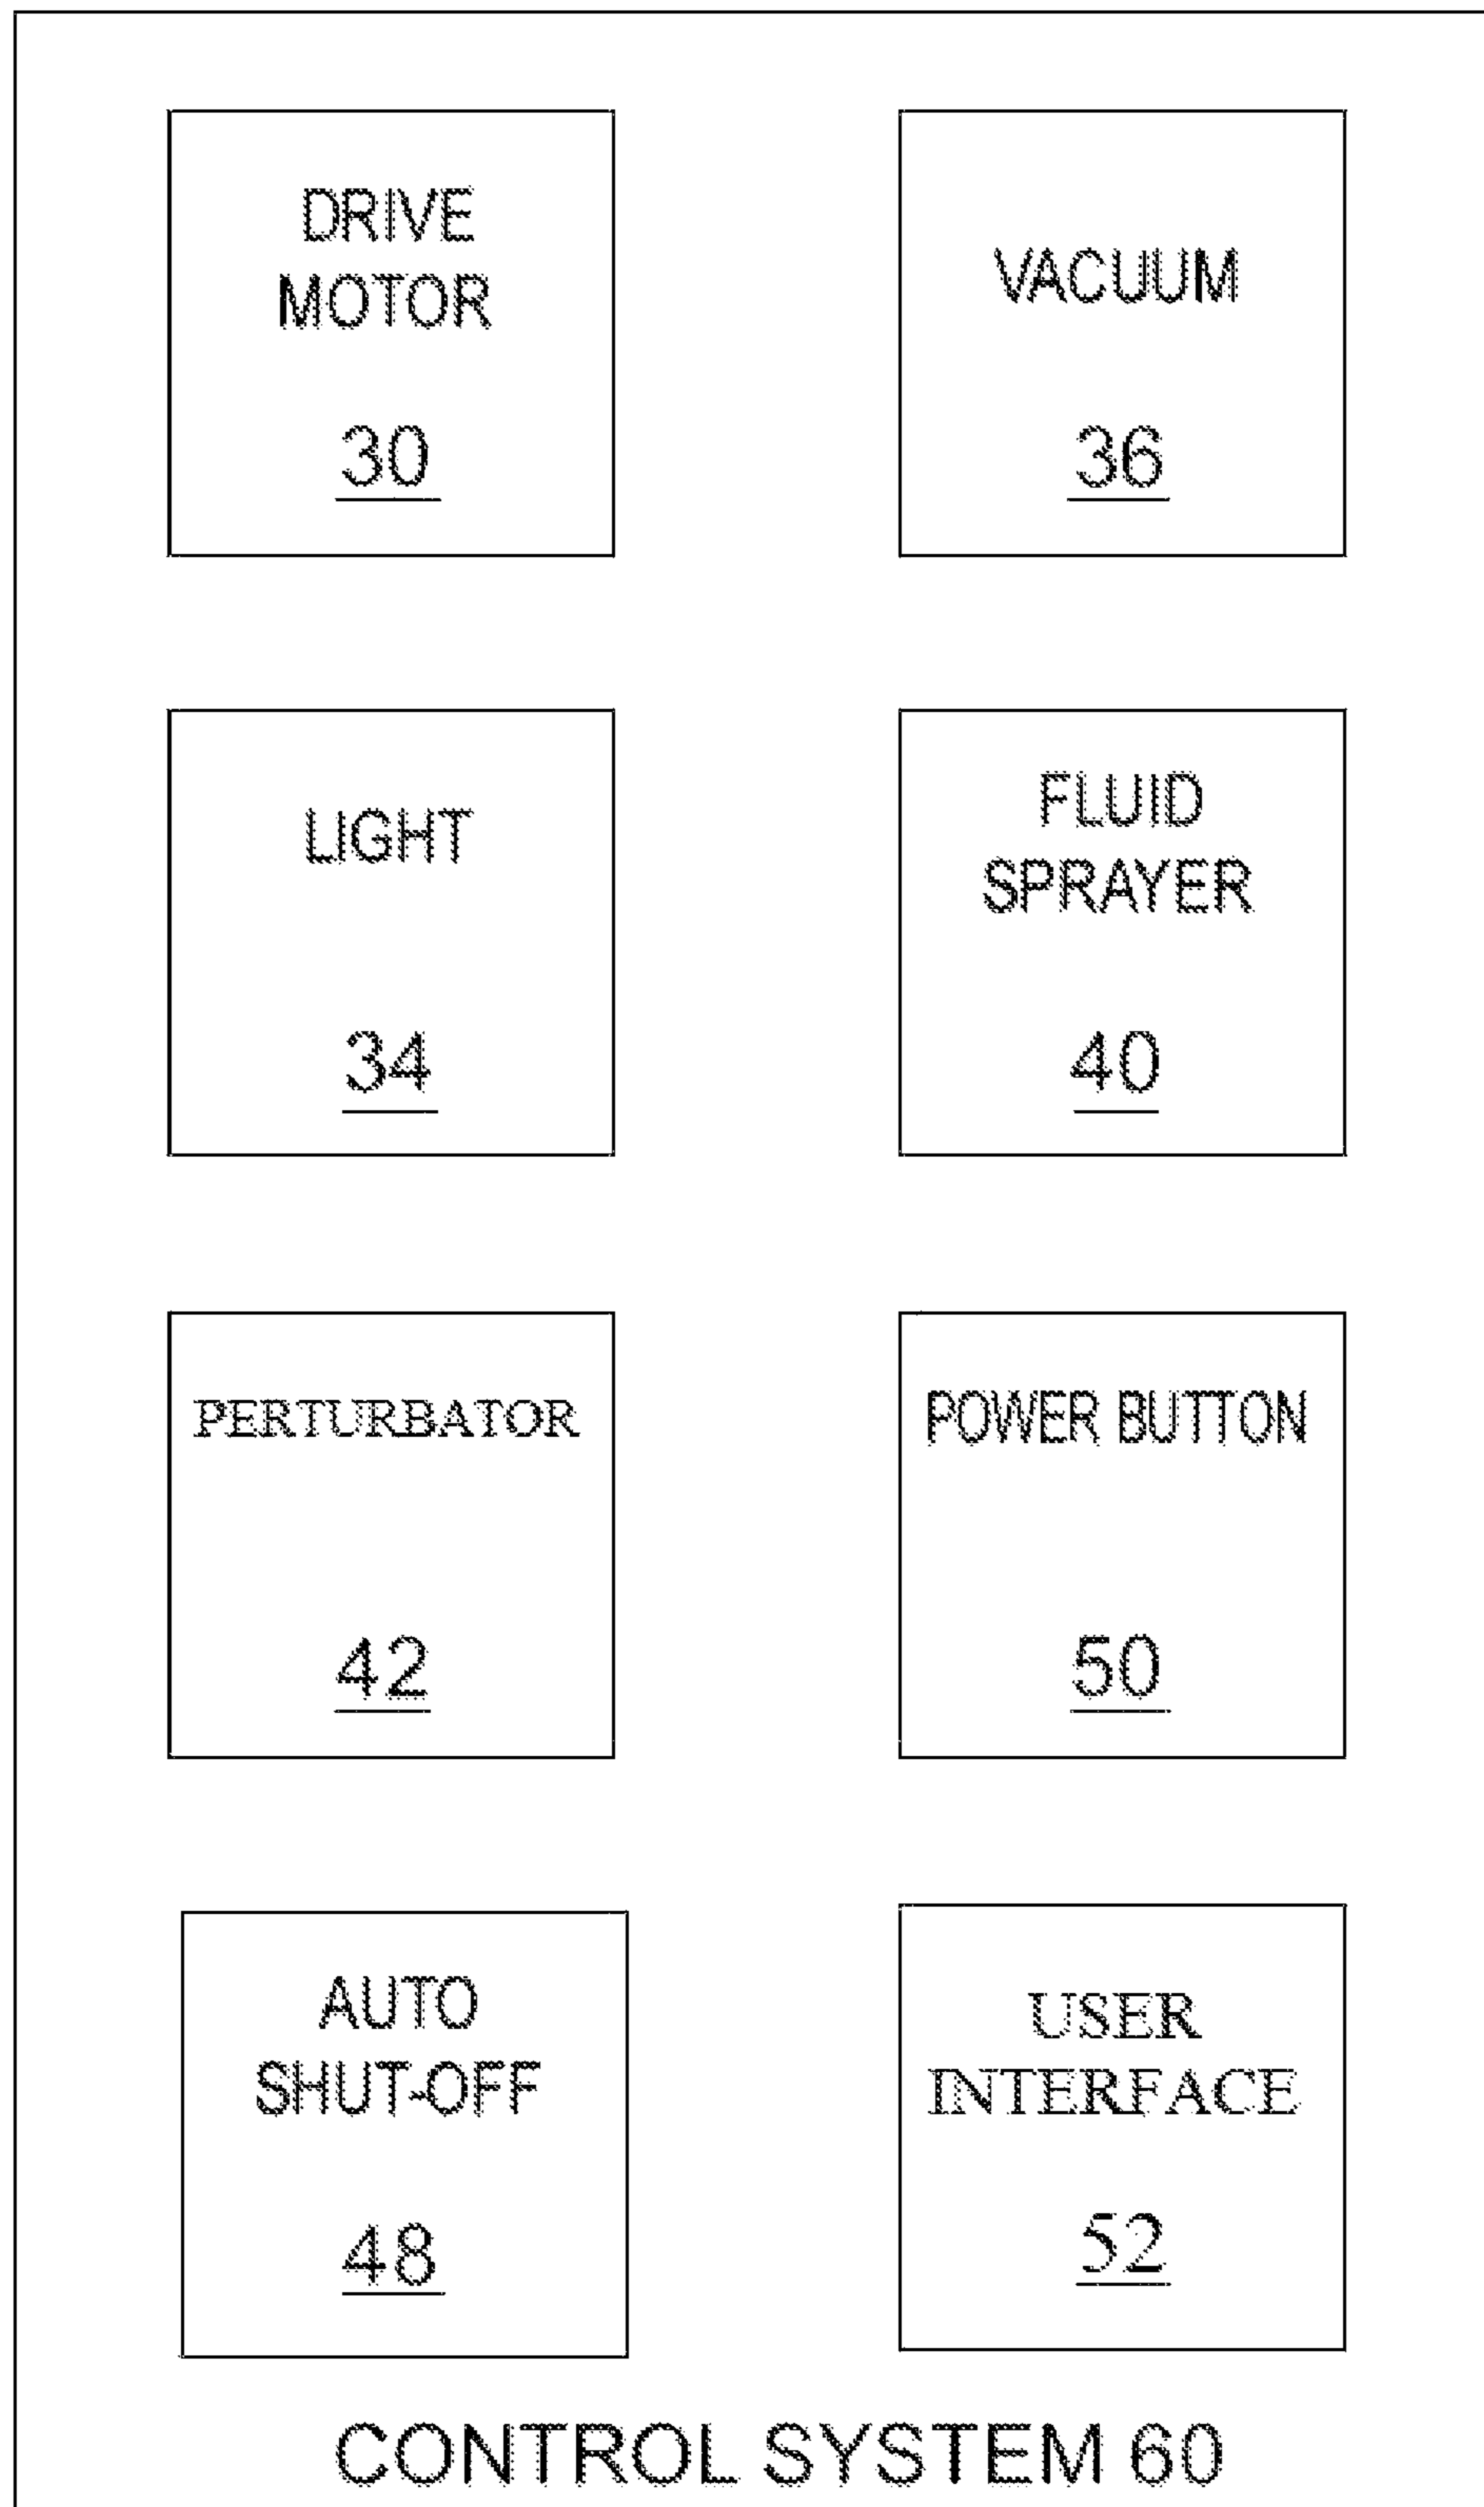 DRIVE
MOTOR
30
VACUUM
36
LIGHT
34
FLUID
SPRAYER
40
PERTURBATOR
42
POWER BUTTON
50
AUTO
SHUT-OFF
48
USER
INTERFACE
52
CONTROL SYSTEM 60